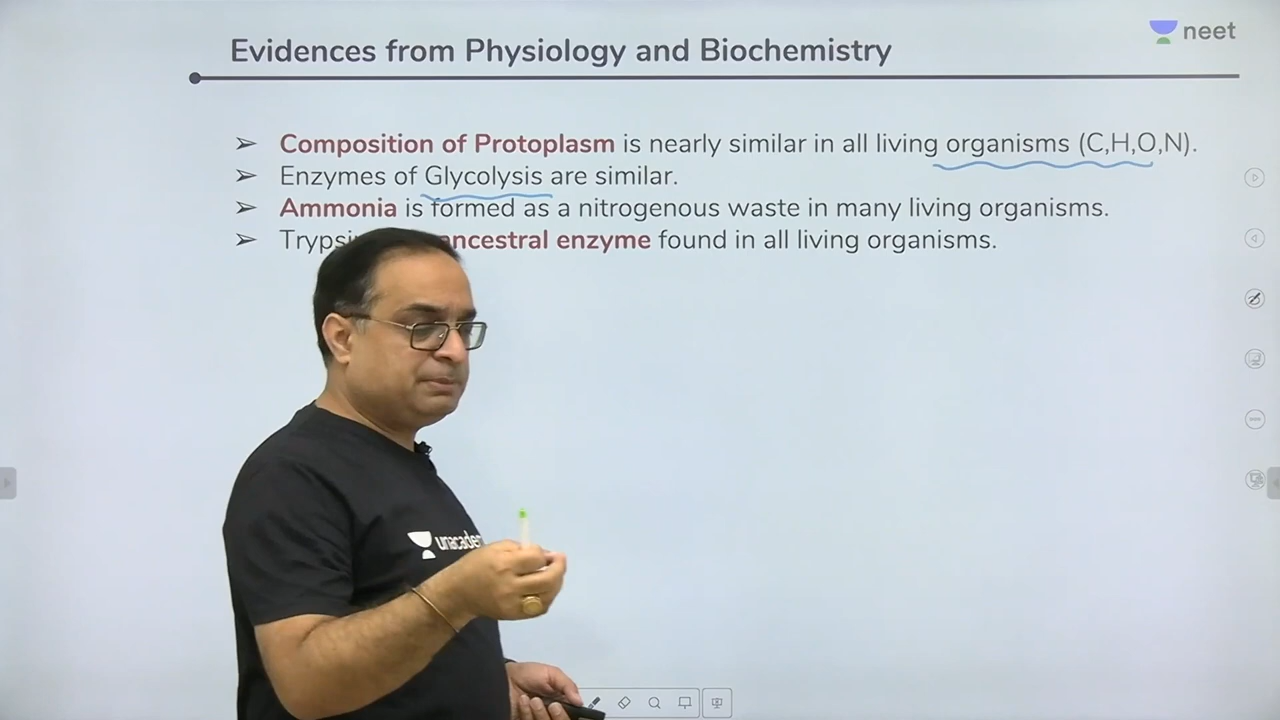 neet
Evidences from Physiology and Biochemistry
➢ Composition of Protoplasm is nearly similar in all living organisms (C,H,O,N).
➢ Enzymes of Glycolysis are similar.
➢ Ammonia is formed as a nitrogenous waste in many living organisms.
➢ ancestral enzyme found in all living organisms.